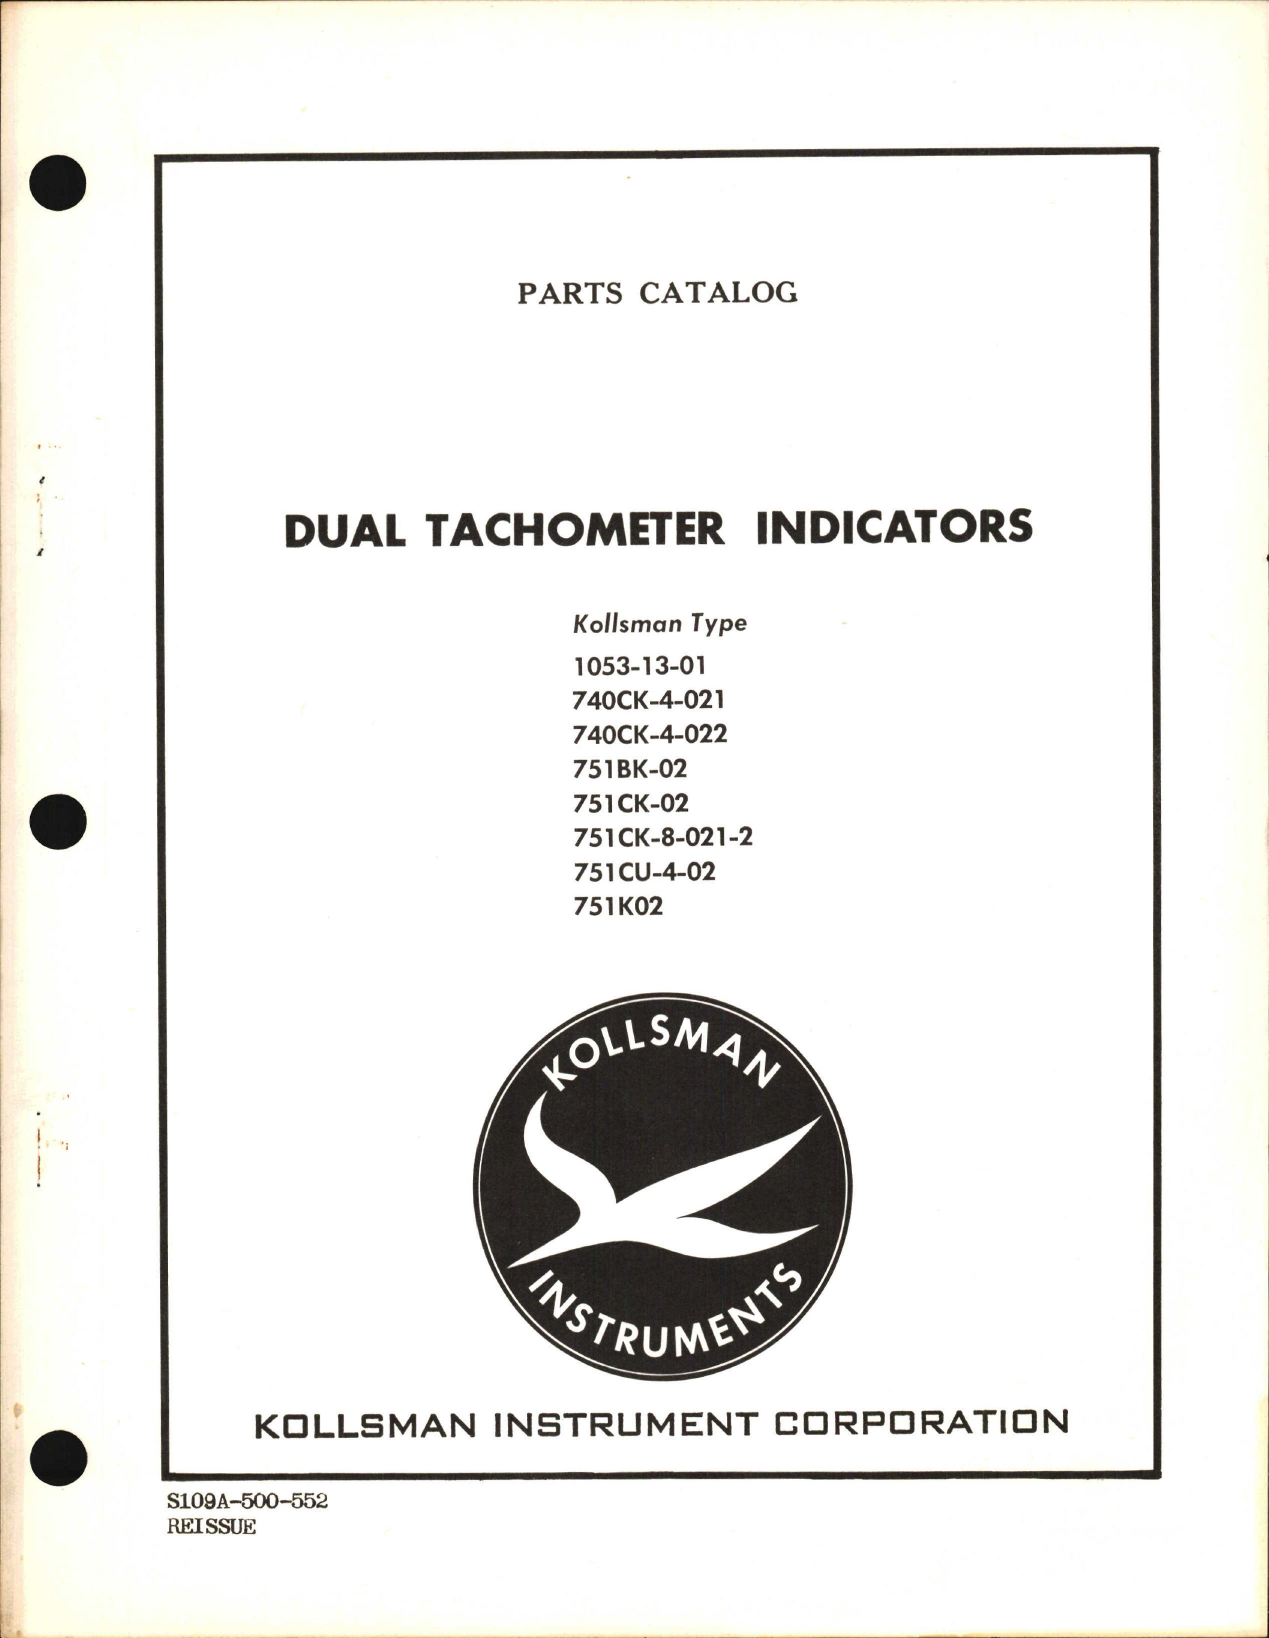 PARTS CATALOG
DUAL TACHOMETER INDICATORS
Kollsman Type
1053-13-01
740CK-4-021
740CK-4-022
751BK-02
751CK-02
751CK-8-021-2
751CU-4-02
751K02
KOLLSMAN
INSTRUMENTS
KOLLSMAN INSTRUMENT CORPORATION
S109A-500-552
REISSUE